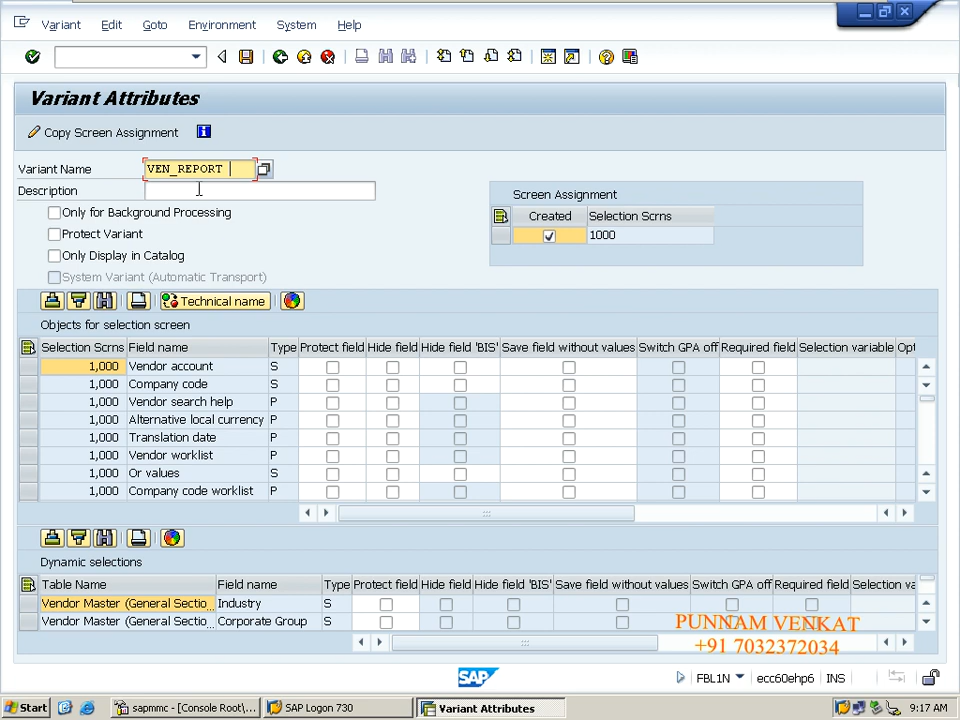 Variant Edit Goto Environment System Help
Variant Attributes
Copy Screen Assignment
Variant Name VEN_REPORT
Description
Only for Background Processing
Protect Variant
Only Display in Catalog
System Variant (Automatic Transport)
Screen Assignment
Created Selection Scrns
1000
Technical name
Objects for selection screen
Selection Scrns Field name Type Protect field Hide field Hide field 'BIS' Save field without values Switch GPA off Required field Selection variable Opt
1,000 Vendor account S
1,000 Company code S
1,000 Vendor search help P
1,000 Alternative local currency P
1,000 Translation date P
1,000 Vendor worklist P
1,000 Or values S
1,000 Company code worklist P
Dynamic selections
Table Name Field name Type Protect field Hide field Hide field 'BIS' Save field without values Switch GPA off Required field Selection va
Vendor Master (General Sectio... Industry S
Vendor Master (General Sectio... Corporate Group S
PUNNAM VENKAT
+91 7032372034
SAP FBL1N ecc60ehp6 INS
Start sapmmc - [Console Root\... SAP Logon 730 Variant Attributes 9:17 AM